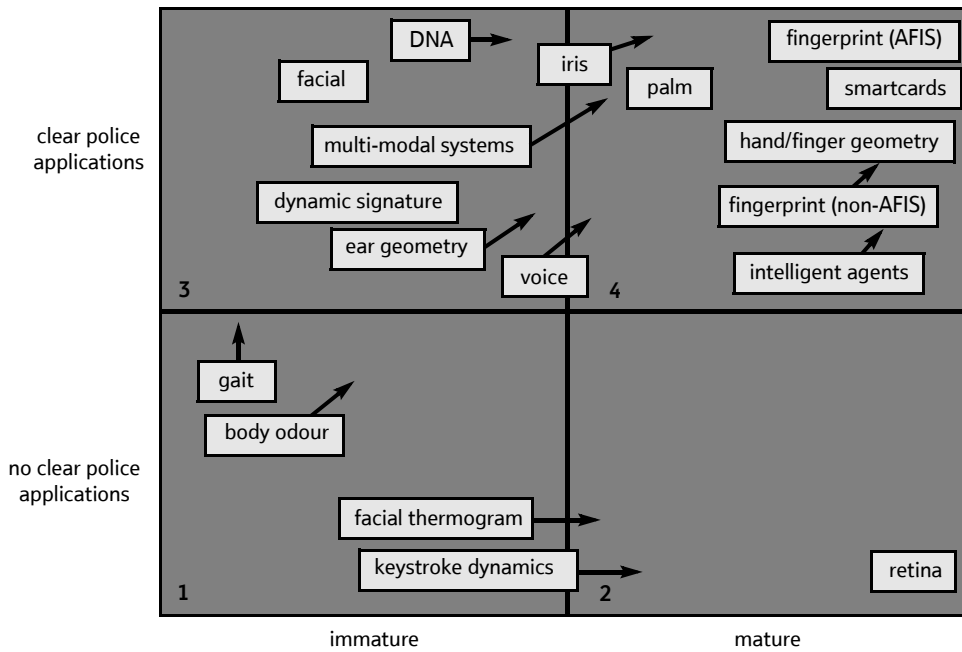 DNA
fingerprint (AFIS)
iris
facial
palm
smartcards
clear police
applications
multi-modal systems
hand/finger geometry
dynamic signature
fingerprint (non-AFIS)
ear geometry
voice
intelligent agents
3
4
gait
body odour
no clear police
applications
facial thermogram
keystroke dynamics
retina
1
2
immature
mature